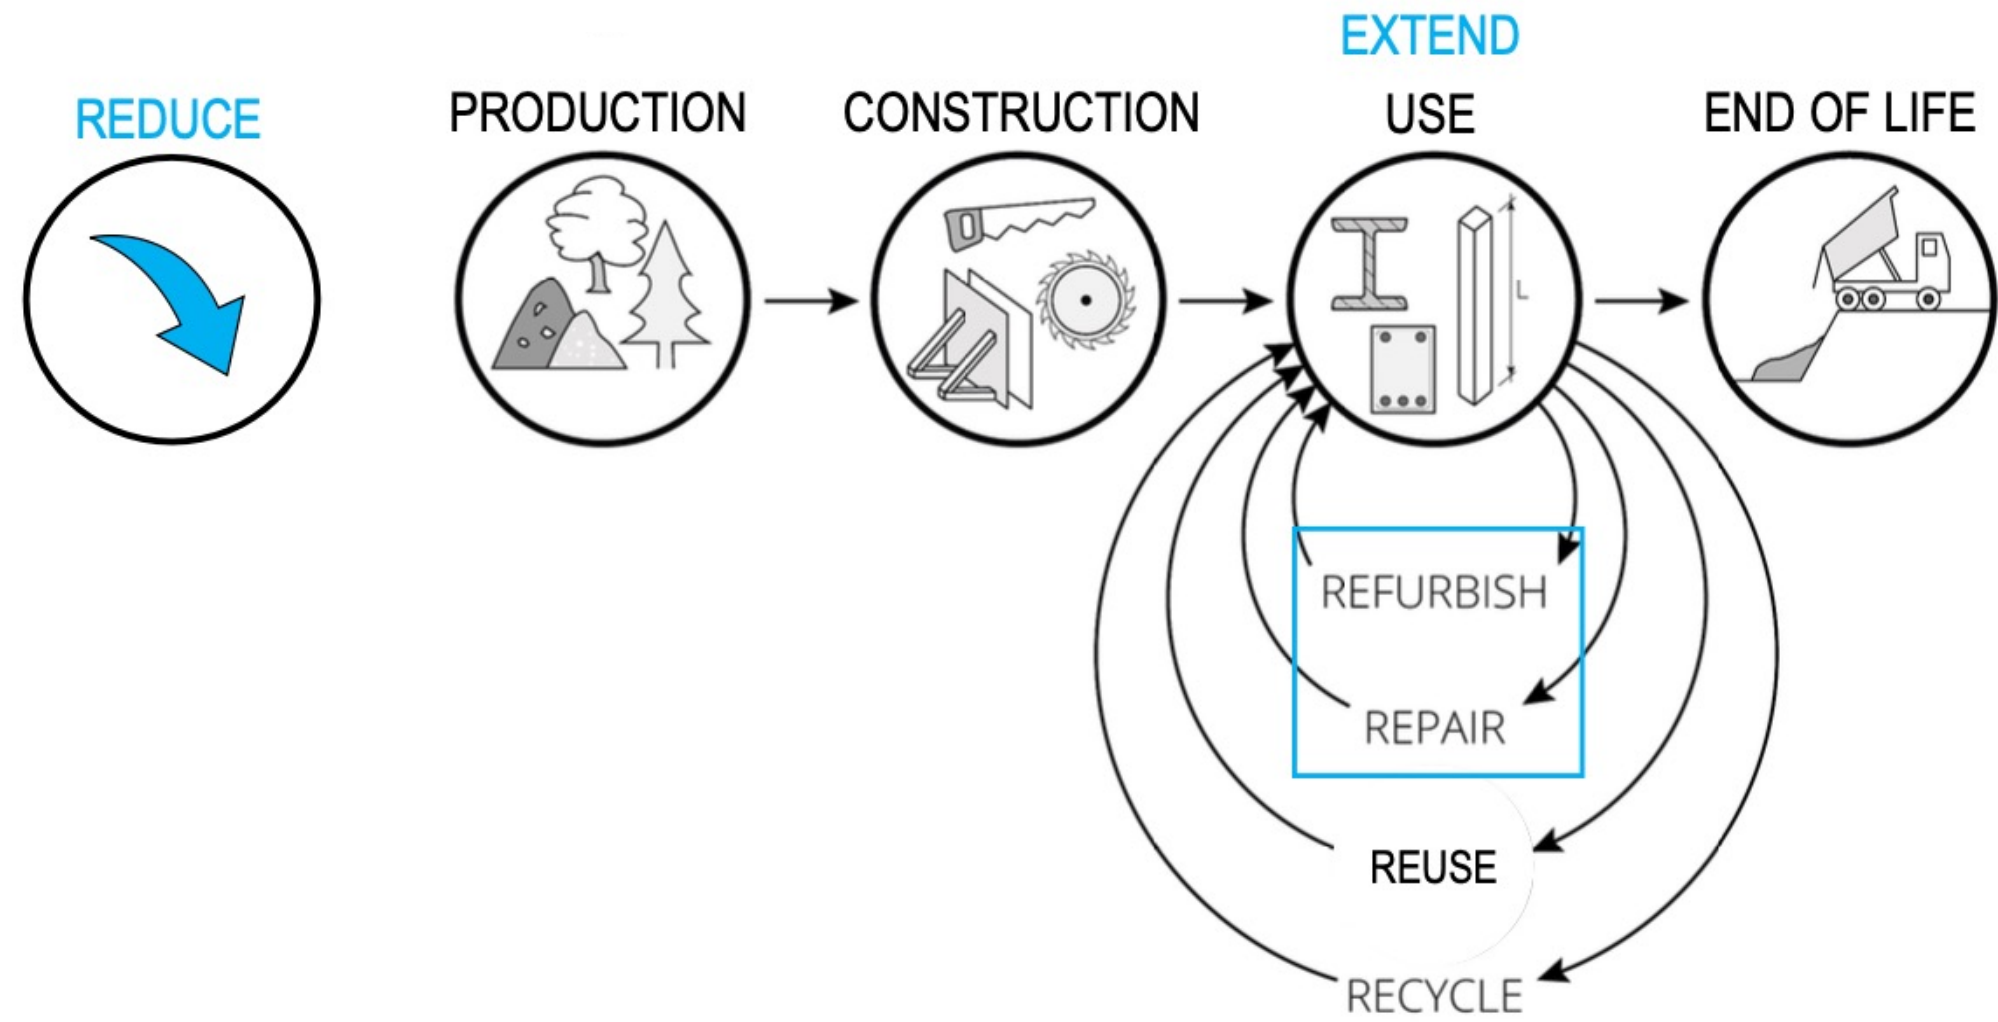 EXTEND
REDUCE
PRODUCTION
CONSTRUCTION
USE
END OF LIFE
L
REFURBISH
REPAIR
REUSE
RECYCLE